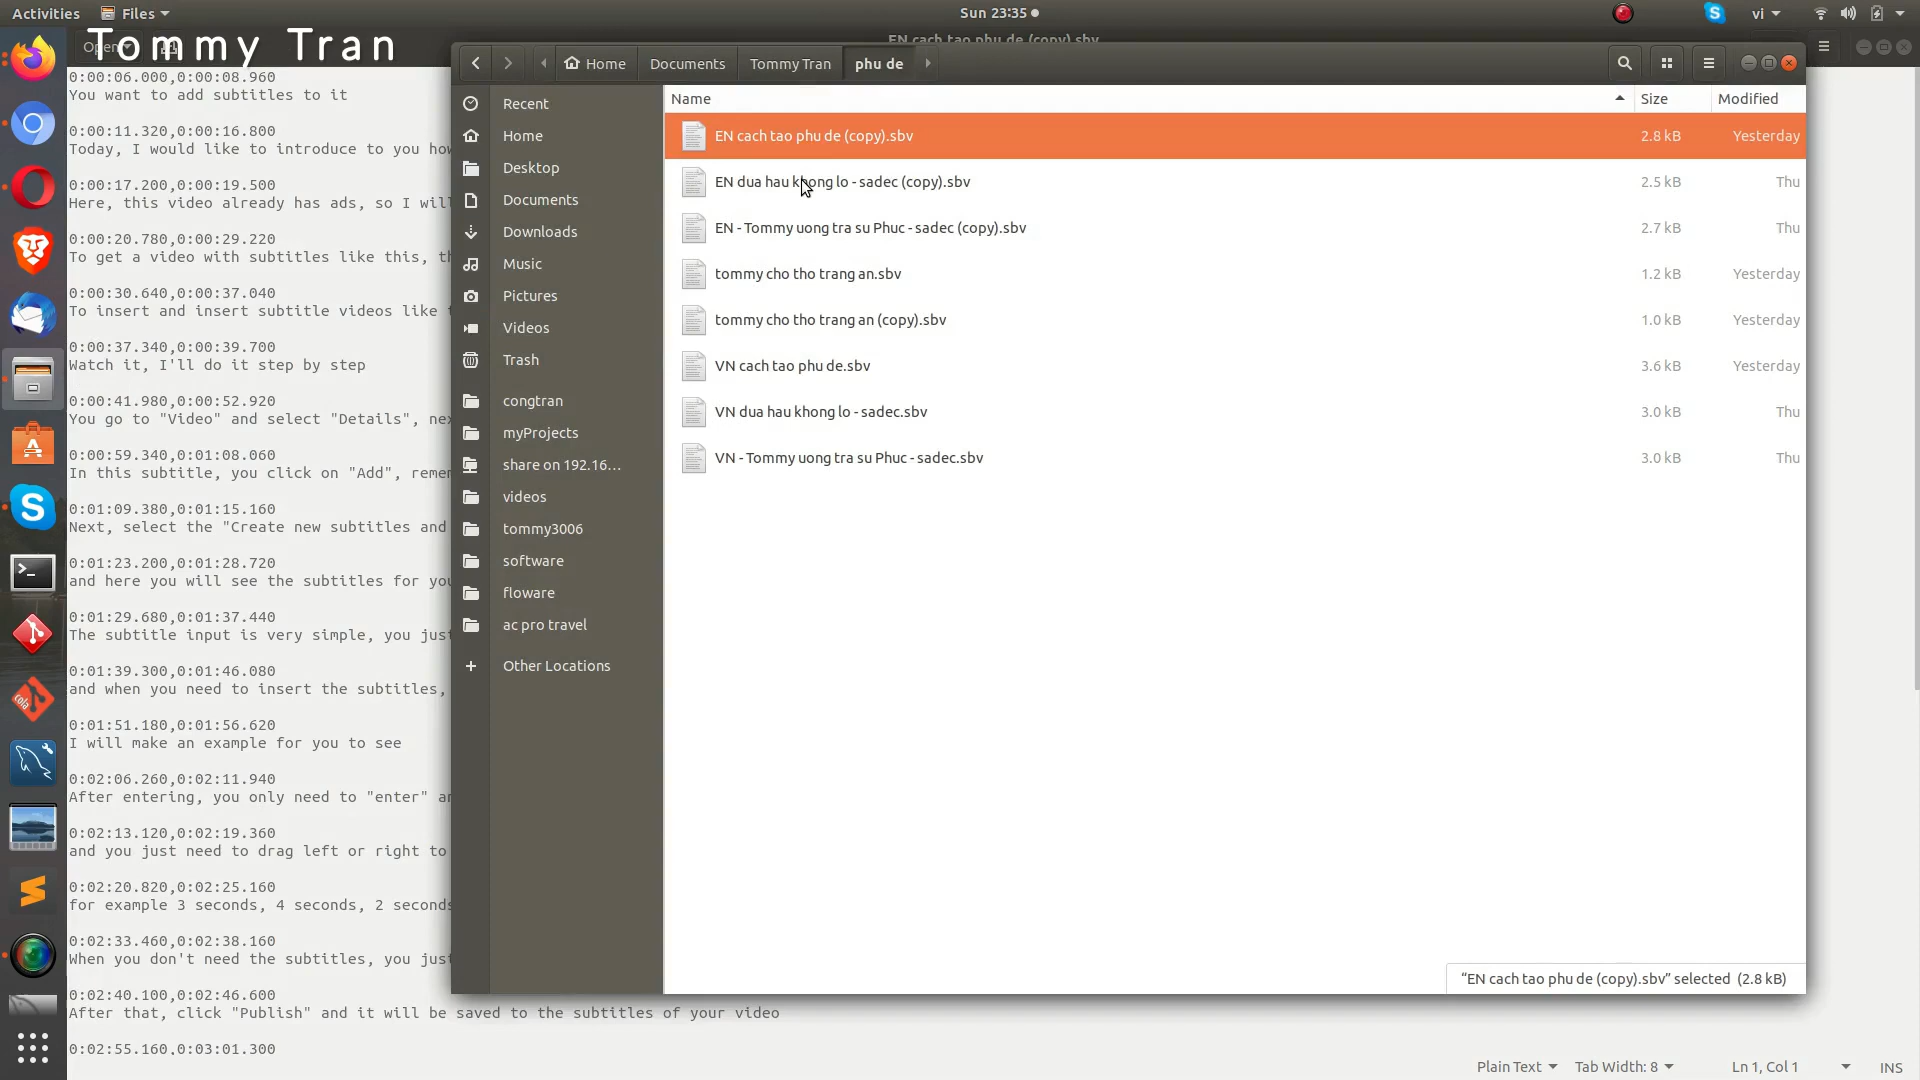 Activities
Files
Sun 23:35
vi
Tommy Tran
Open
EN cach tao phu de (copy).sbv
Home
Documents
Tommy Tran
phu de
Recent
Home
Desktop
Documents
Downloads
Music
Pictures
Videos
Trash
congtran
myProjects
share on 192.16…
videos
tommy3006
software
floware
ac pro travel
Other Locations
Name Size Modified
EN cach tao phu de (copy).sbv 2.8 kB Yesterday
EN dua hau khong lo - sadec (copy).sbv 2.5 kB Thu
EN - Tommy uong tra su Phuc - sadec (copy).sbv 2.7 kB Thu
tommy cho tho trang an.sbv 1.2 kB Yesterday
tommy cho tho trang an (copy).sbv 1.0 kB Yesterday
VN cach tao phu de.sbv 3.6 kB Yesterday
VN dua hau khong lo - sadec.sbv 3.0 kB Thu
VN - Tommy uong tra su Phuc - sadec.sbv 3.0 kB Thu
“EN cach tao phu de (copy).sbv” selected (2.8 kB)
0:00:06.000,0:00:08.960
You want to add subtitles to it
0:00:11.320,0:00:16.800
Today, I would like to introduce to you
0:00:17.200,0:00:19.500
Here, this video already has ads, so I
0:00:20.780,0:00:29.220
To get a video with subtitles like this,
0:00:30.640,0:00:37.040
To insert and insert subtitle videos like
0:00:37.340,0:00:39.700
Watch it, I'll do it step by step
0:00:41.980,0:00:52.920
You go to "Video" and select "Details",
0:00:59.340,0:01:08.060
In this subtitle, you click on "Add",
0:01:09.380,0:01:15.160
Next, select the "Create new subtitles and
0:01:23.200,0:01:28.720
and here you will see the subtitles for
0:01:29.680,0:01:37.440
The subtitle input is very simple, you
0:01:39.300,0:01:46.080
and when you need to insert the subtitles,
0:01:51.180,0:01:56.620
I will make an example for you to see
0:02:06.260,0:02:11.940
After entering, you only need to "enter"
0:02:13.120,0:02:19.360
and you just need to drag left or right to
0:02:20.820,0:02:25.160
for example 3 seconds, 4 seconds, 2
0:02:33.460,0:02:38.160
When you don't need the subtitles, you
0:02:40.100,0:02:46.600
After that, click "Publish" and it will be saved to the subtitles of your video
0:02:55.160,0:03:01.300
Plain Text
Tab Width: 8
Ln 1, Col 1
INS